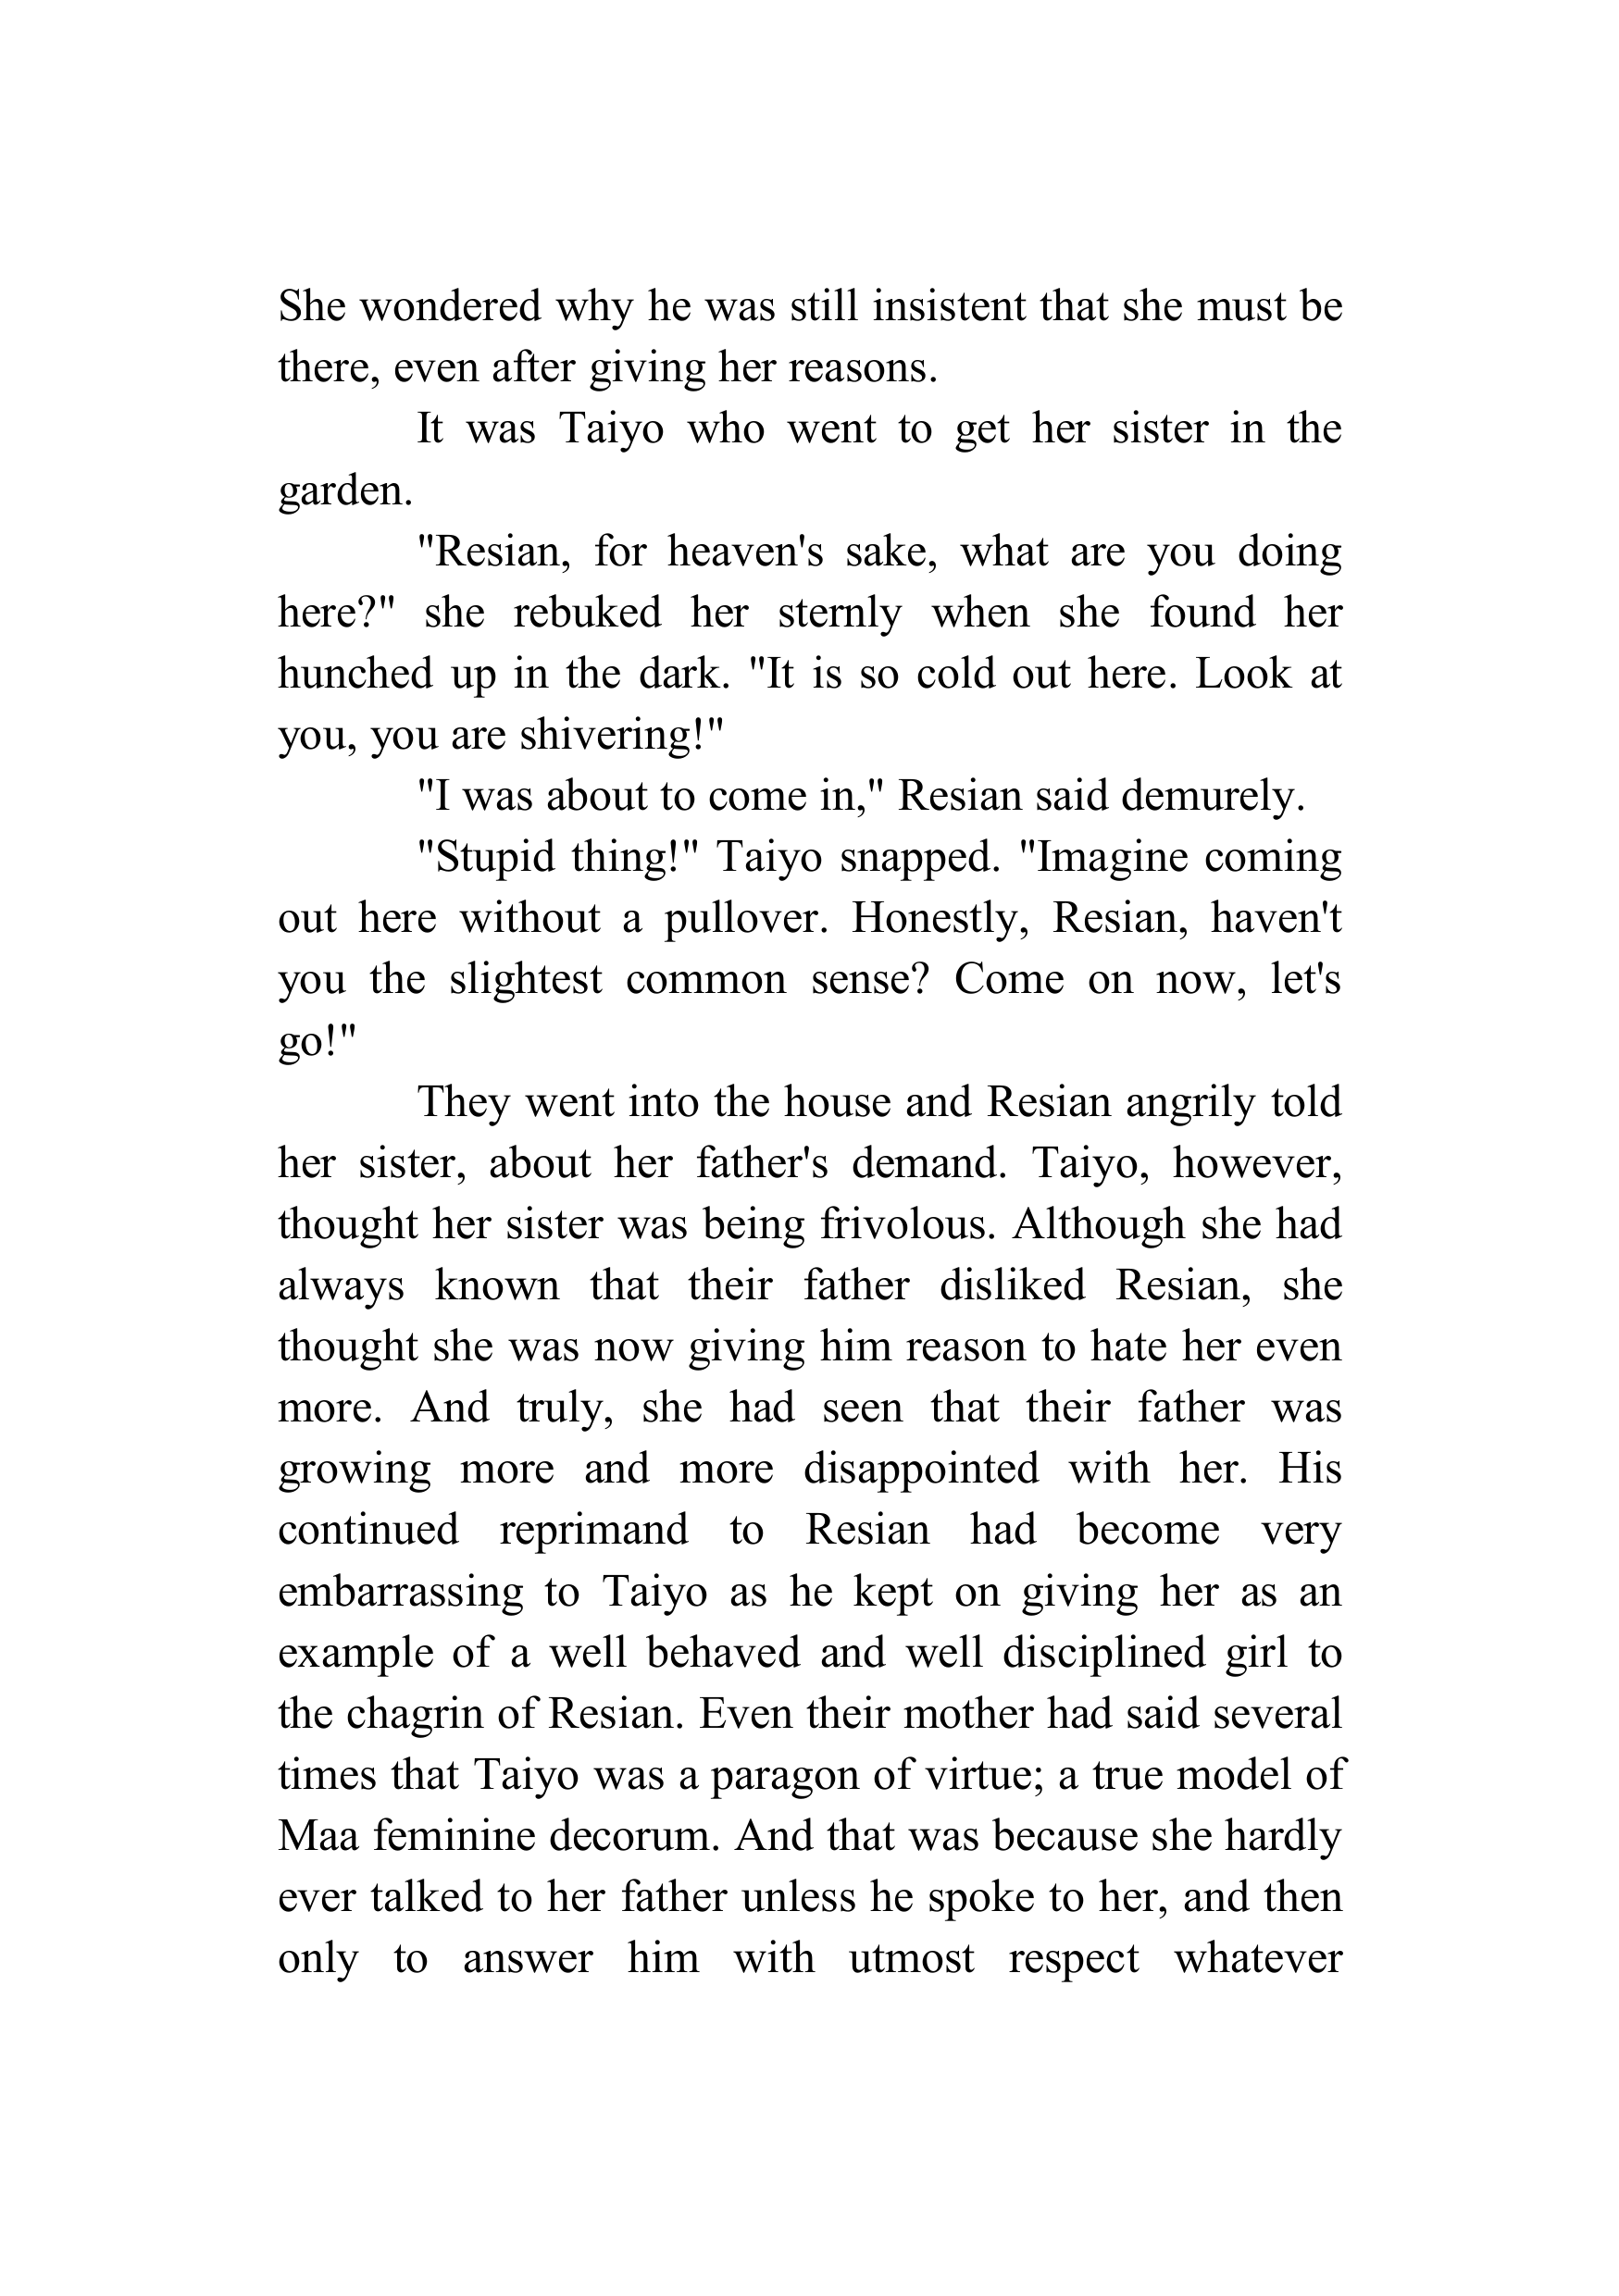 She wondered why he was still insistent that she must be
there, even after giving her reasons.
It was Taiyo who went to get her sister in the
garden.
"Resian, for heaven's sake, what are you doing
here?" she rebuked her sternly when she found her
hunched up in the dark. "It is so cold out here. Look at
you, you are shivering!"
"I was about to come in," Resian said demurely.
"Stupid thing!" Taiyo snapped. "Imagine coming
out here without a pullover. Honestly, Resian, haven't
you the slightest common sense? Come on now, let's
go!"
They went into the house and Resian angrily told
her sister, about her father's demand. Taiyo, however,
thought her sister was being frivolous. Although she had
always known that their father disliked Resian, she
thought she was now giving him reason to hate her even
more. And truly, she had seen that their father was
growing more and more disappointed with her. His
continued reprimand to Resian had become very
embarrassing to Taiyo as he kept on giving her as an
example of a well behaved and well disciplined girl to
the chagrin of Resian. Even their mother had said several
times that Taiyo was a paragon of virtue; a true model of
Maa feminine decorum. And that was because she hardly
ever talked to her father unless he spoke to her, and then
only to answer him with utmost respect whatever